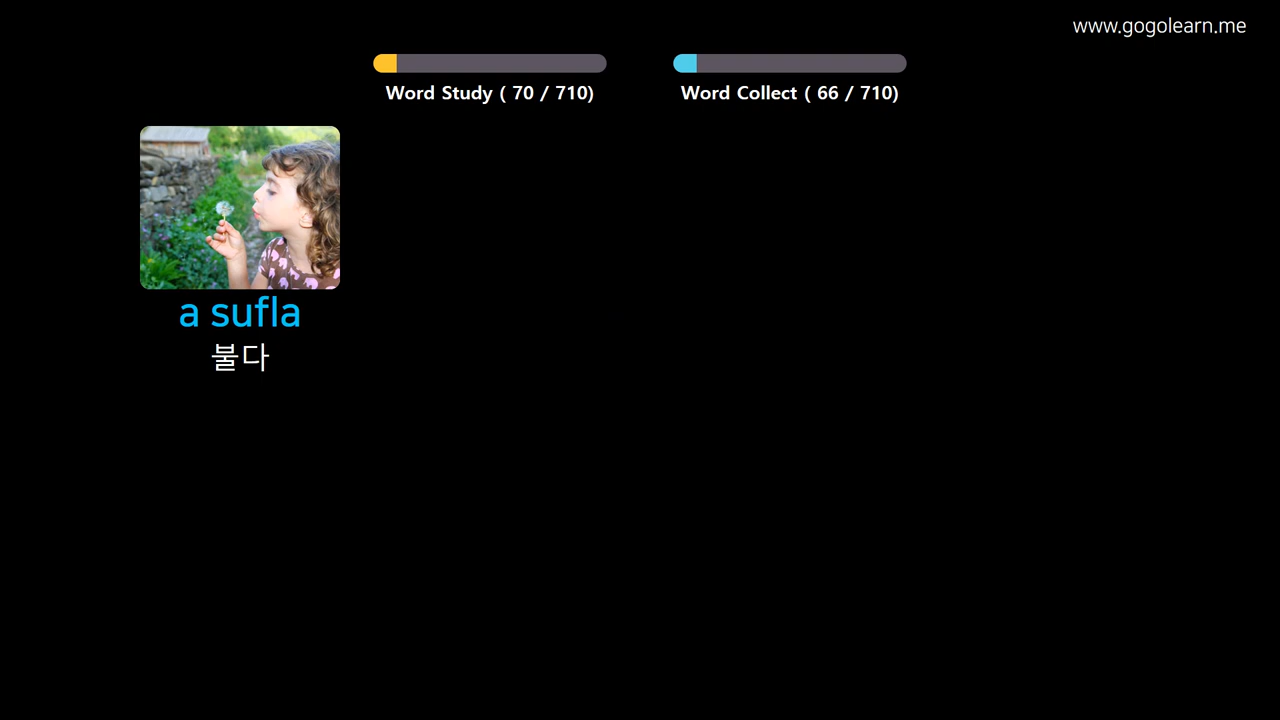 www.gogolearn.me
Word Study ( 70 / 710)
Word Collect ( 66 / 710)
a sufla
불다